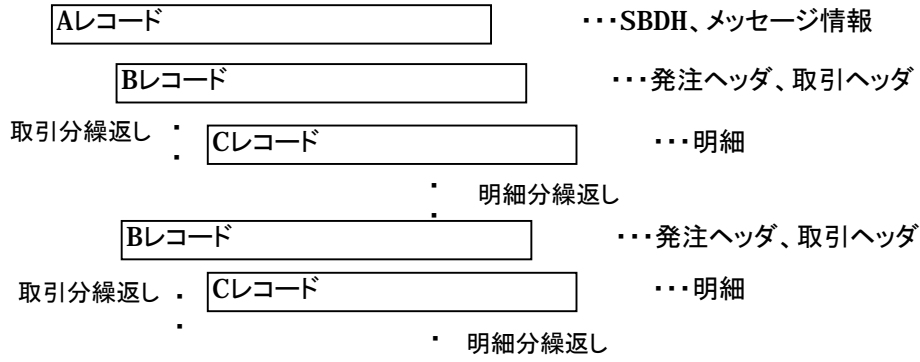 Aレコード ・・・SBDH、メッセージ情報
Bレコード ・・・発注ヘッダ、取引ヘッダ
取引分繰返し ・
・ Cレコード ・・・明細
・ 明細分繰返し
・
Bレコード ・・・発注ヘッダ、取引ヘッダ
取引分繰返し ・ Cレコード ・・・明細
・
・ 明細分繰返し